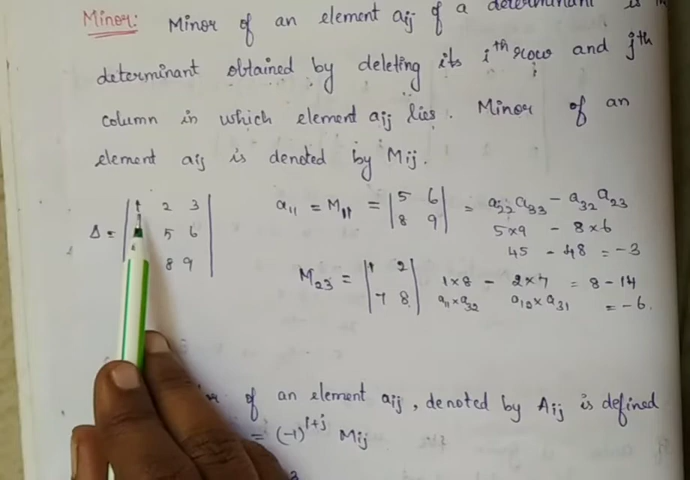 Minor: Minor of an element aij of a determinant is
determinant obtained by deleting its ith row and jth
column in which element aij lies. Minor of an
element aij is denoted by Mij.
Δ = | 1 2 3 |
5 6
8 9
a11 = M11 = | 5 6 | = a22 a33 - a32 a23
| 8 9 | 5×9 - 8×6
45 - 48 = -3
M23 = | 1 2 | 1×8 - 2×7 = 8-14
| 7 8 | a11×a32 a12×a31 = -6.
of an element aij, denoted by Aij is defined
= (-1)^i+j Mij